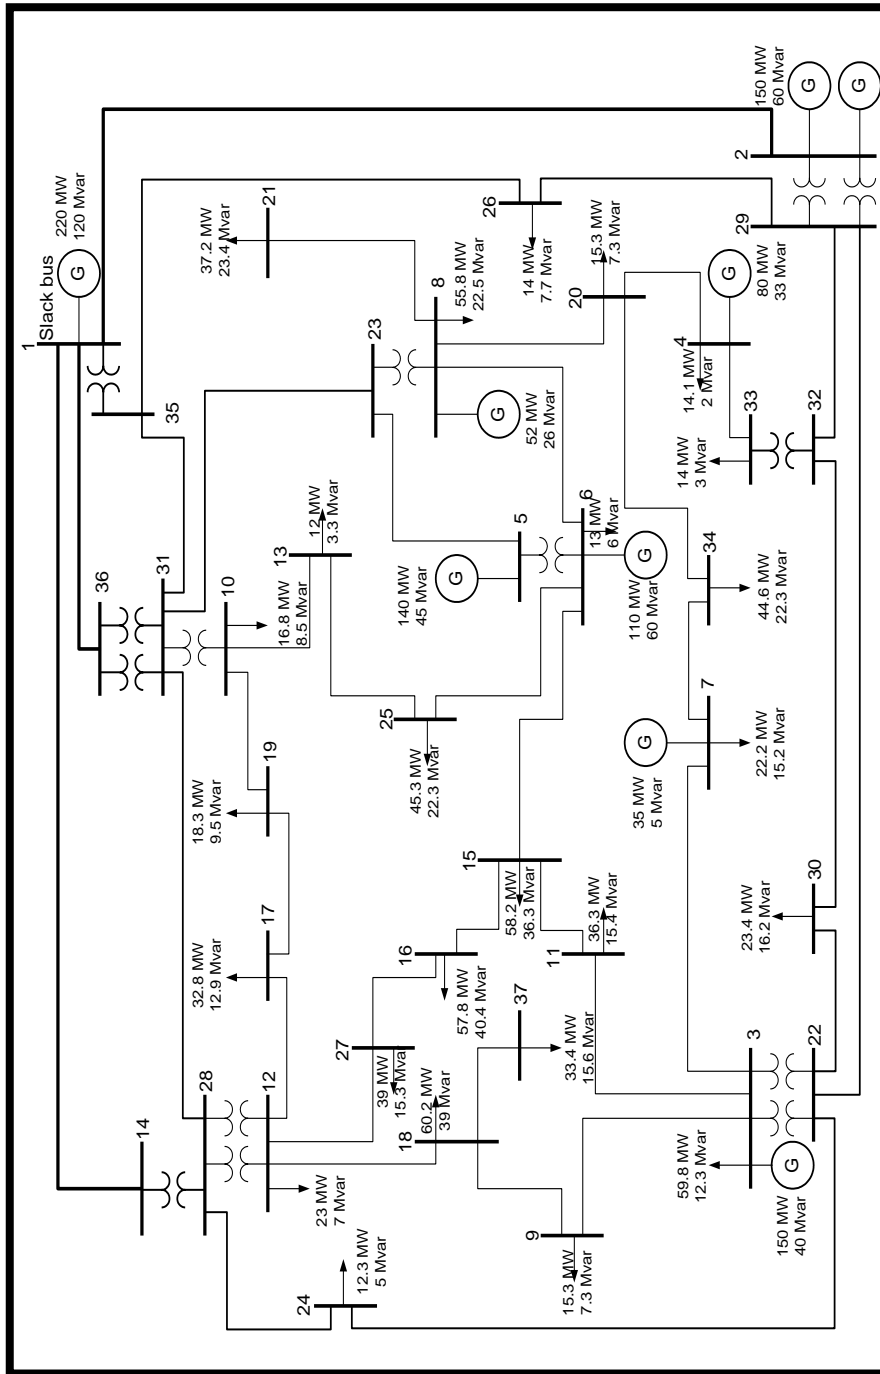 1
Slack bus
220 MW
120 Mvar
G
35
36
31
10
16.8 MW
8.5 Mvar
13
12 MW
3.3 Mvar
21
37.2 MW
23.4 Mvar
26
14 MW
7.7 Mvar
2
150 MW
60 Mvar
G
G
29
23
8
55.8 MW
22.5 Mvar
G
52 MW
26 Mvar
20
15.3 MW
7.3 Mvar
4
14.1 MW
2 Mvar
G
80 MW
33 Mvar
33
14 MW
3 Mvar
32
5
G
140 MW
45 Mvar
6
13 MW
6 Mvar
G
110 MW
60 Mvar
34
44.6 MW
22.3 Mvar
7
22.2 MW
15.2 Mvar
G
35 MW
5 Mvar
25
45.3 MW
22.3 Mvar
19
18.3 MW
9.5 Mvar
17
32.8 MW
12.9 Mvar
15
58.2 MW
36.3 Mvar
16
57.8 MW
40.4 Mvar
11
36.3 MW
15.4 Mvar
30
23.4 MW
16.2 Mvar
14
28
12
23 MW
7 Mvar
27
39 MW
15.3 Mvar
18
60.2 MW
39 Mvar
37
33.4 MW
15.6 Mvar
3
59.8 MW
12.3 Mvar
G
150 MW
40 Mvar
22
24
12.3 MW
5 Mvar
9
15.3 MW
7.3 Mvar